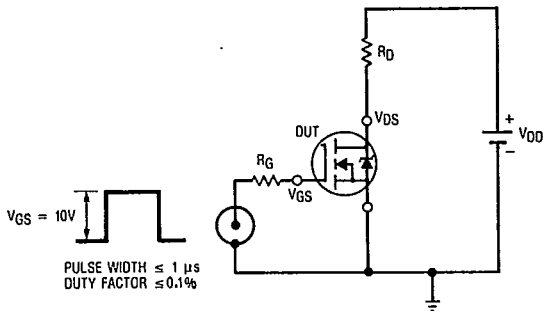 RD
VDS
DUT
+
VDD
−
RG
VGS
VGS = 10V
PULSE WIDTH ≤ 1 μs
DUTY FACTOR ≤ 0.1%